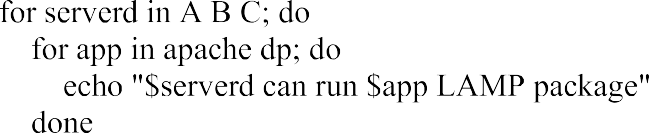 for serverd in A B C; do
for app in apache dp; do
echo "$serverd can run $app LAMP package"
done